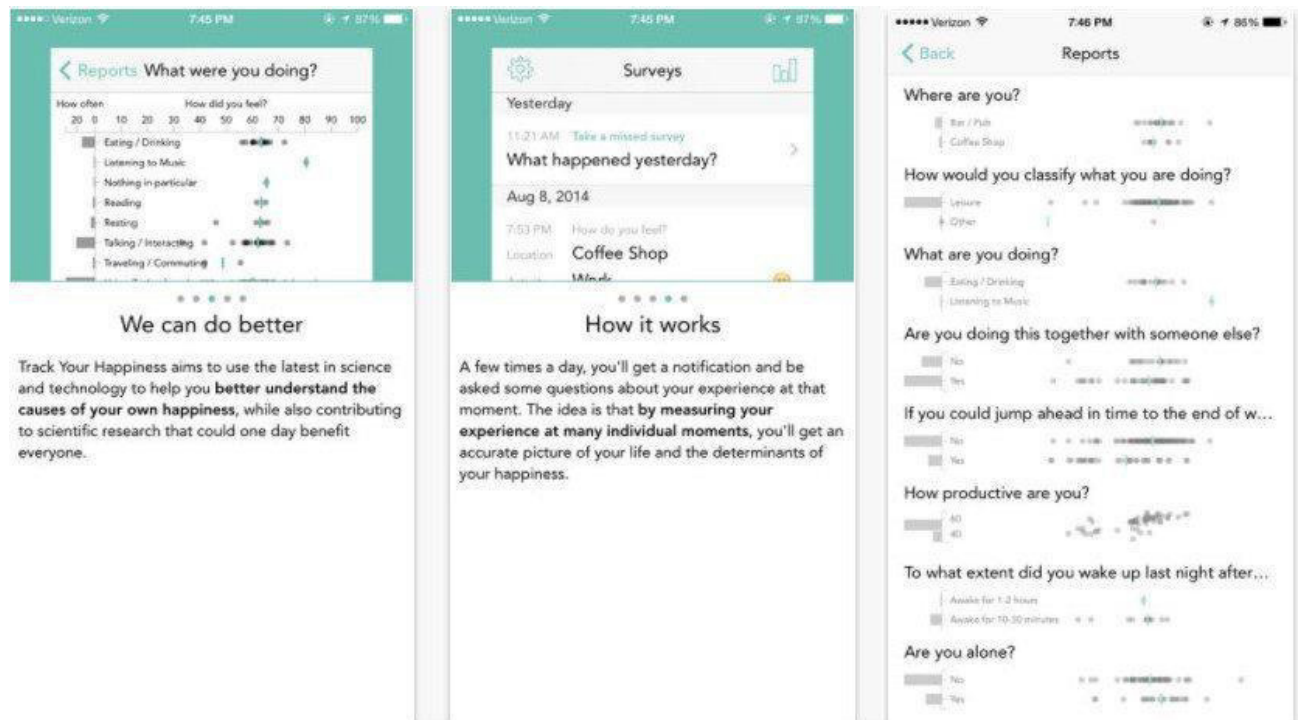 Verizon 7:45 PM 87%
Reports What were you doing?
How often How did you feel?
20 0 10 20 30 40 50 60 70 80 90 100
Eating / Drinking
Listening to Music
Nothing in particular
Reading
Resting
Talking / Interacting
Traveling / Commuting
We can do better
Track Your Happiness aims to use the latest in science
and technology to help you better understand the
causes of your own happiness, while also contributing
to scientific research that could one day benefit
everyone.
Verizon 7:45 PM 87%
Surveys
Yesterday
11:21 AM Take a missed survey
What happened yesterday?
Aug 8, 2014
7:53 PM How do you feel?
Location Coffee Shop
Work
How it works
A few times a day, you'll get a notification and be
asked some questions about your experience at that
moment. The idea is that by measuring your
experience at many individual moments, you'll get an
accurate picture of your life and the determinants of
your happiness.
Verizon 7:46 PM 86%
Back Reports
Where are you?
Bar / Pub
Coffee Shop
How would you classify what you are doing?
Leisure
Other
What are you doing?
Eating / Drinking
Listening to Music
Are you doing this together with someone else?
No
Yes
If you could jump ahead in time to the end of w...
No
Yes
How productive are you?
60
40
To what extent did you wake up last night after...
Awake for 1-2 hours
Awake for 10-30 minutes
Are you alone?
No
Yes